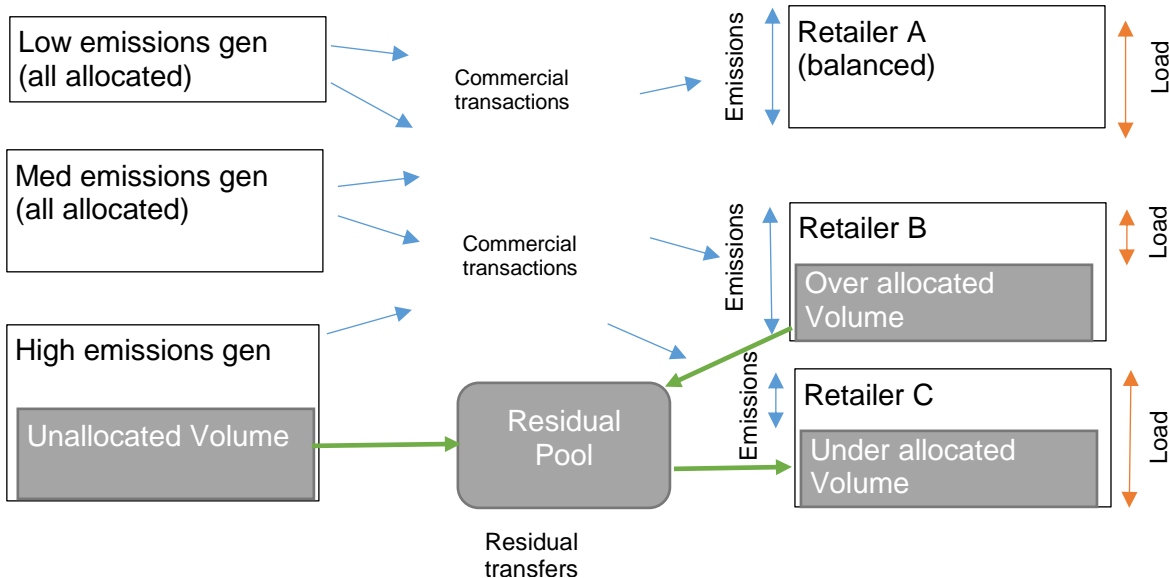 Low emissions gen
(all allocated)
Med emissions gen
(all allocated)
High emissions gen
Unallocated Volume
Commercial
transactions
Commercial
transactions
Residual
Pool
Residual
transfers
Emissions
Retailer A
(balanced)
Load
Emissions
Retailer B
Over allocated
Volume
Load
Emissions
Retailer C
Under allocated
Volume
Load